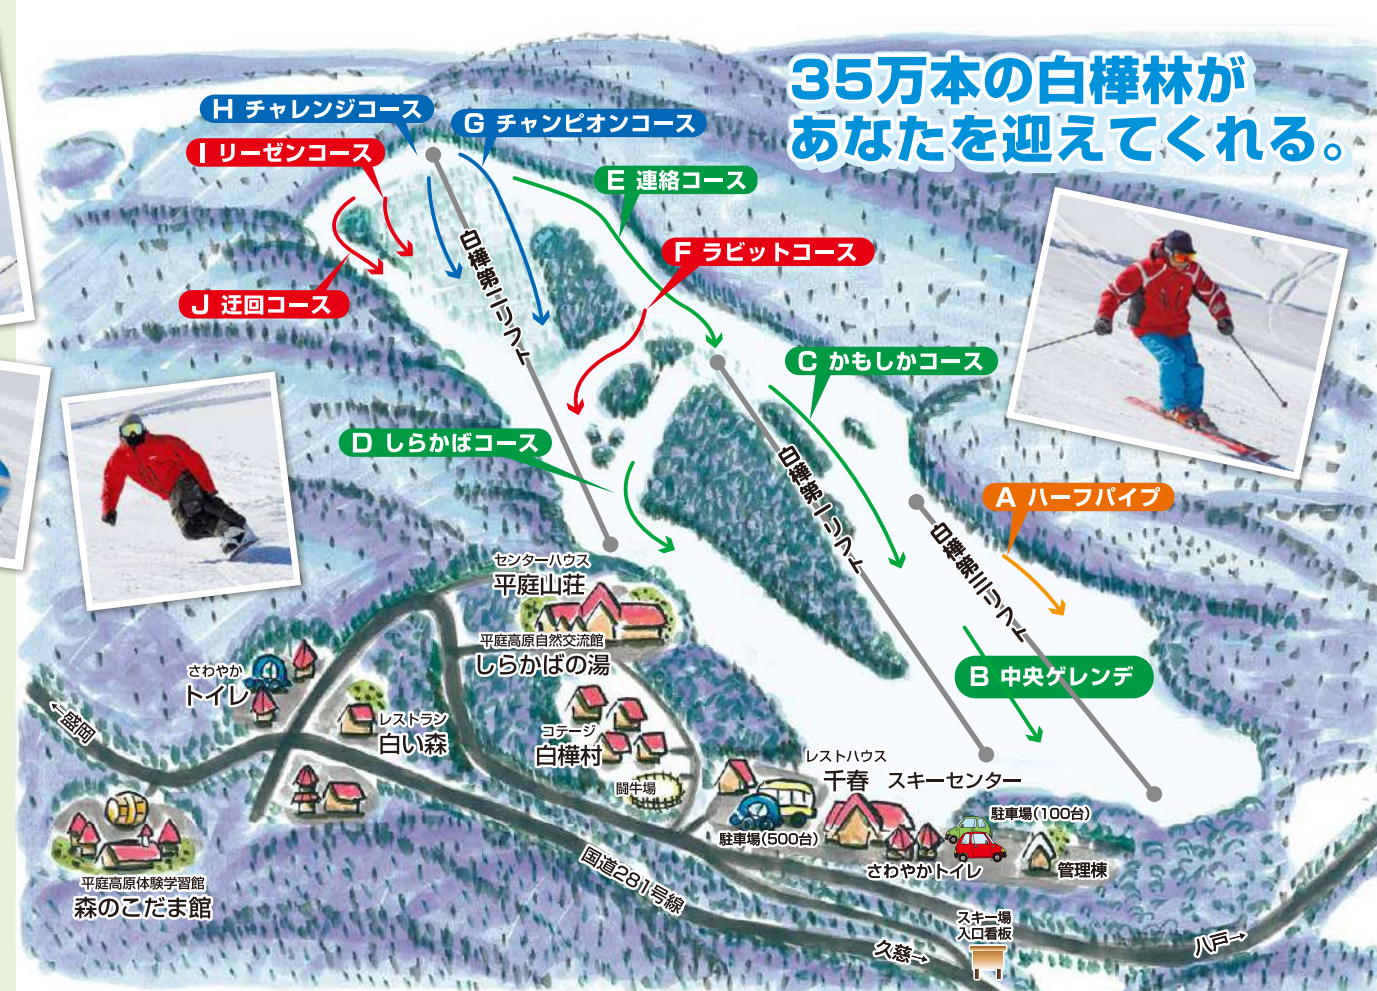 35万本の白樺林が
あなたを迎えてくれる。
H チャレンジコース
G チャンピオンコース
I リーゼンコース
E 連絡コース
F ラビットコース
J 迂回コース
白樺第二リフト
C かもしかコース
D しらかばコース
白樺第一リフト
A ハーフパイプ
白樺第三リフト
B 中央ゲレンデ
センターハウス
平庭山荘
平庭高原自然交流館
しらかばの湯
さわやか
トイレ
レストラン
白い森
コテージ
白樺村
闘牛場
←盛岡
レストハウス
千春
スキーセンター
駐車場(100台)
駐車場(500台)
さわやかトイレ
管理棟
平庭高原体験学習館
森のこだま館
国道281号線
スキー場
入口看板
久慈→
八戸→